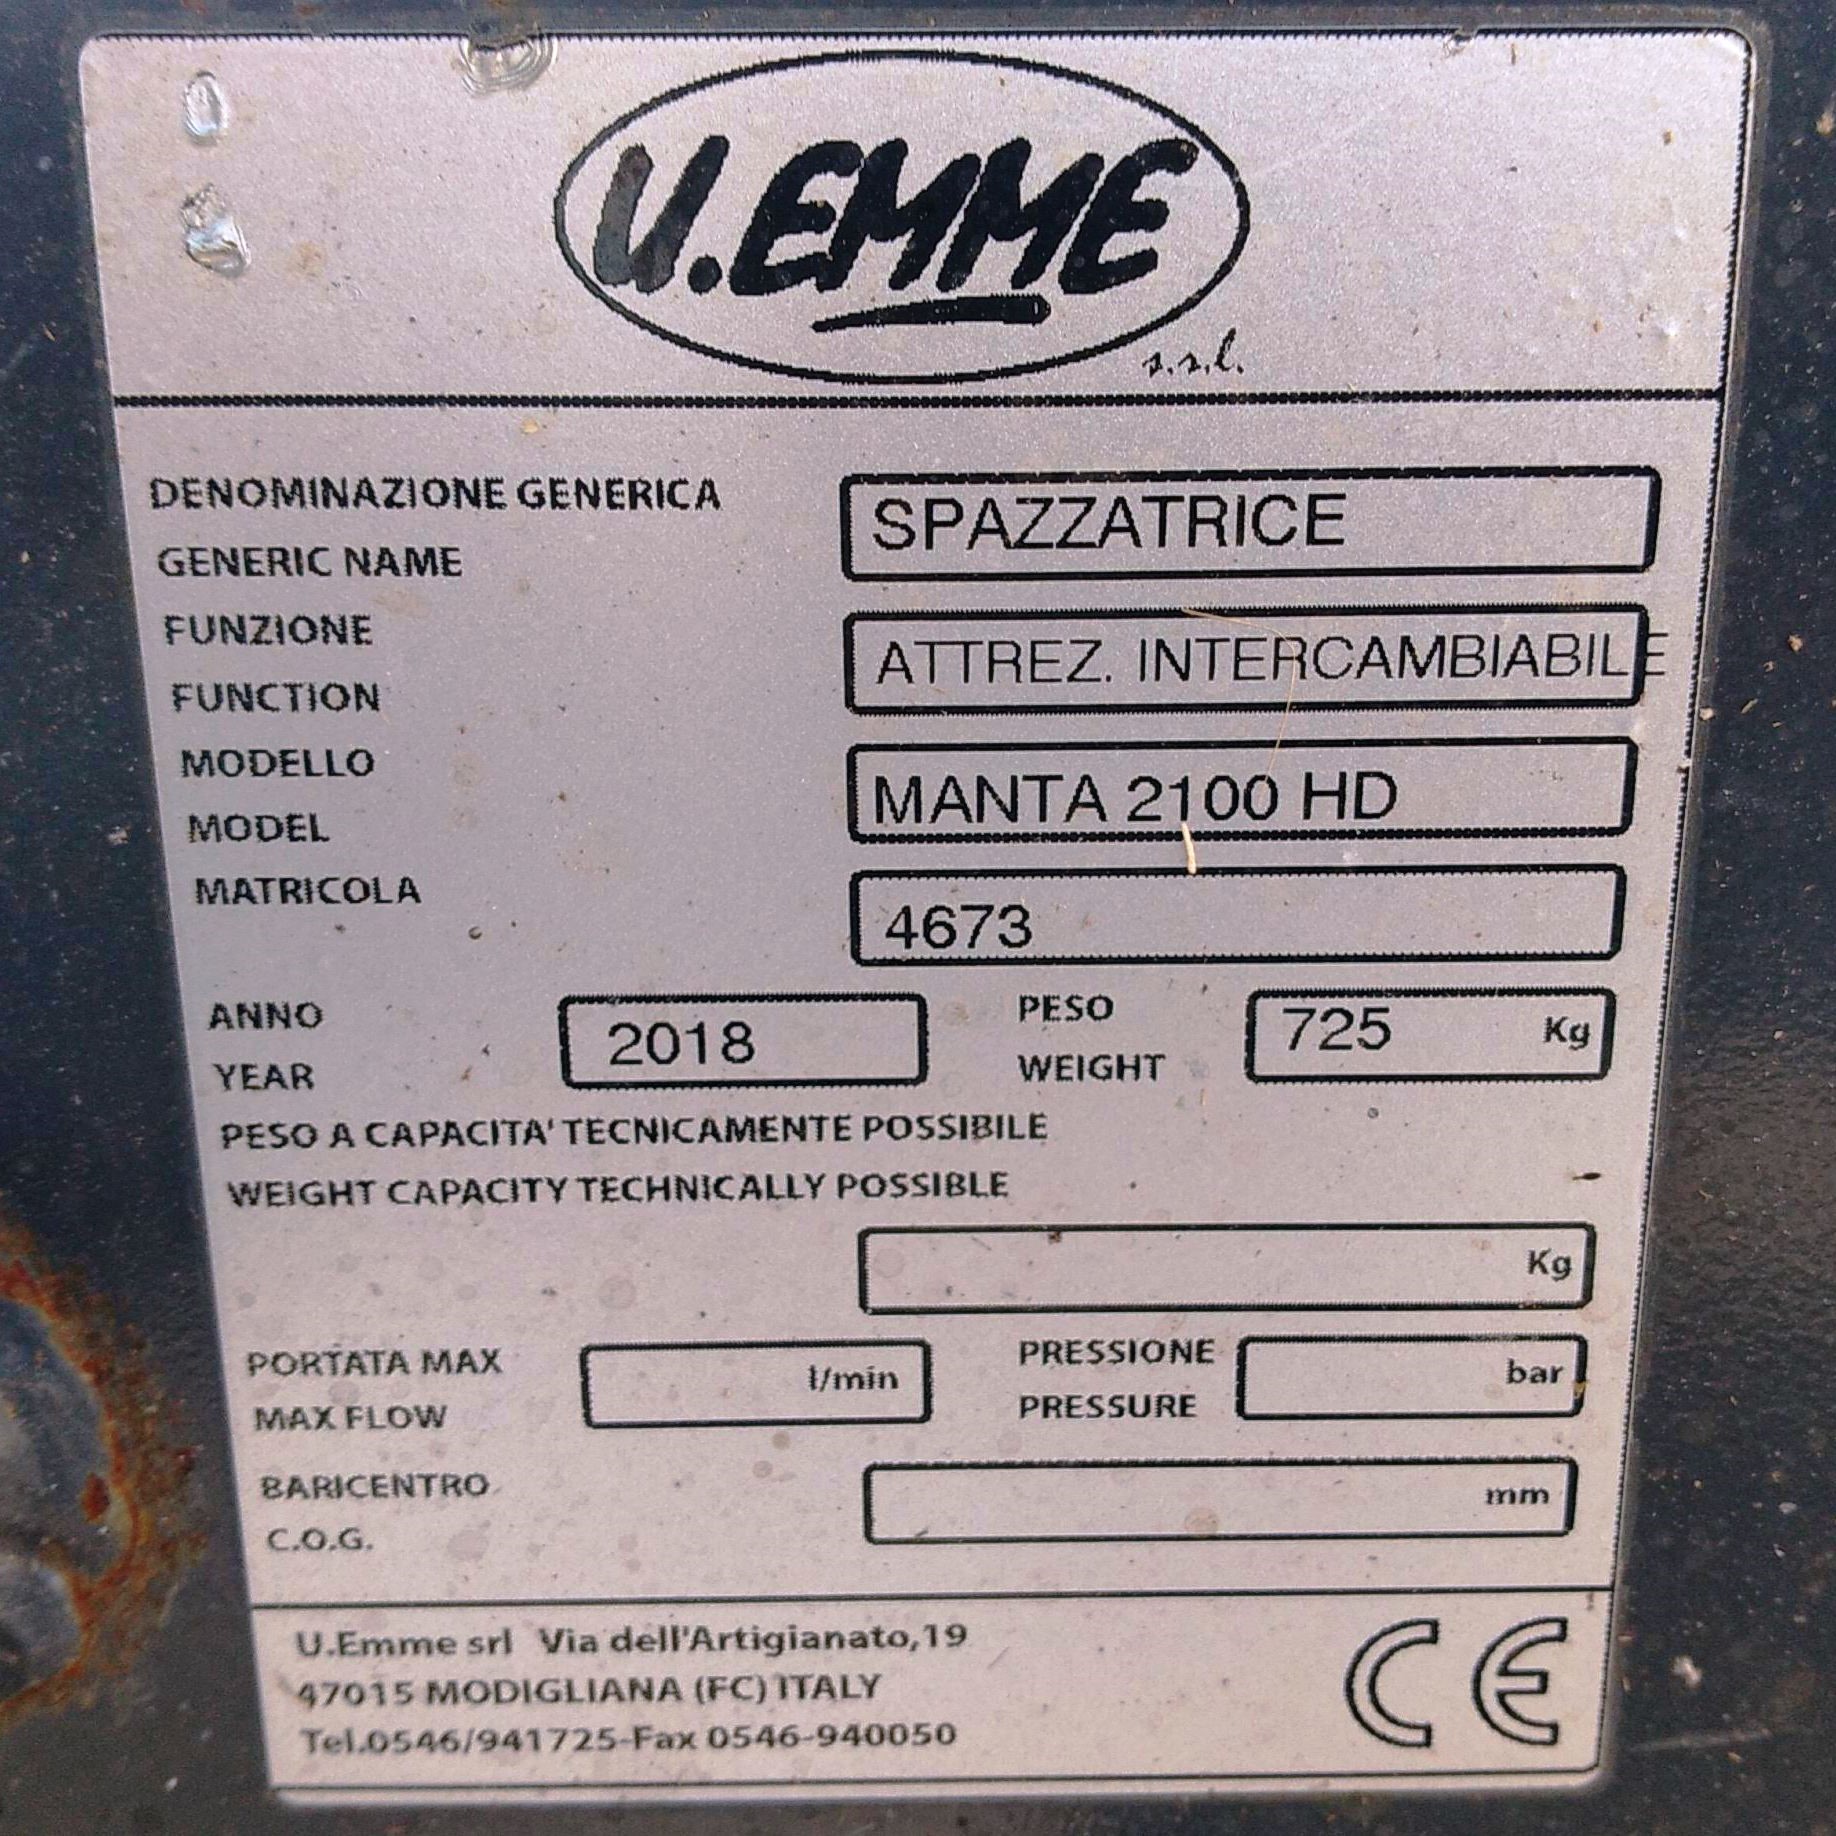 U.EMME
s.r.l.
DENOMINAZIONE GENERICA
GENERIC NAME
SPAZZATRICE
FUNZIONE
FUNCTION
ATTREZ. INTERCAMBIABILE
MODELLO
MODEL
MANTA 2100 HD
MATRICOLA
4673
ANNO
YEAR
2018
PESO
WEIGHT
725 Kg
PESO A CAPACITA' TECNICAMENTE POSSIBILE
WEIGHT CAPACITY TECHNICALLY POSSIBLE
Kg
PORTATA MAX
MAX FLOW
l/min
PRESSIONE
PRESSURE
bar
BARICENTRO
C.O.G.
mm
U.Emme srl Via dell'Artigianato,19
47015 MODIGLIANA (FC) ITALY
Tel.0546/941725-Fax 0546-940050
CE